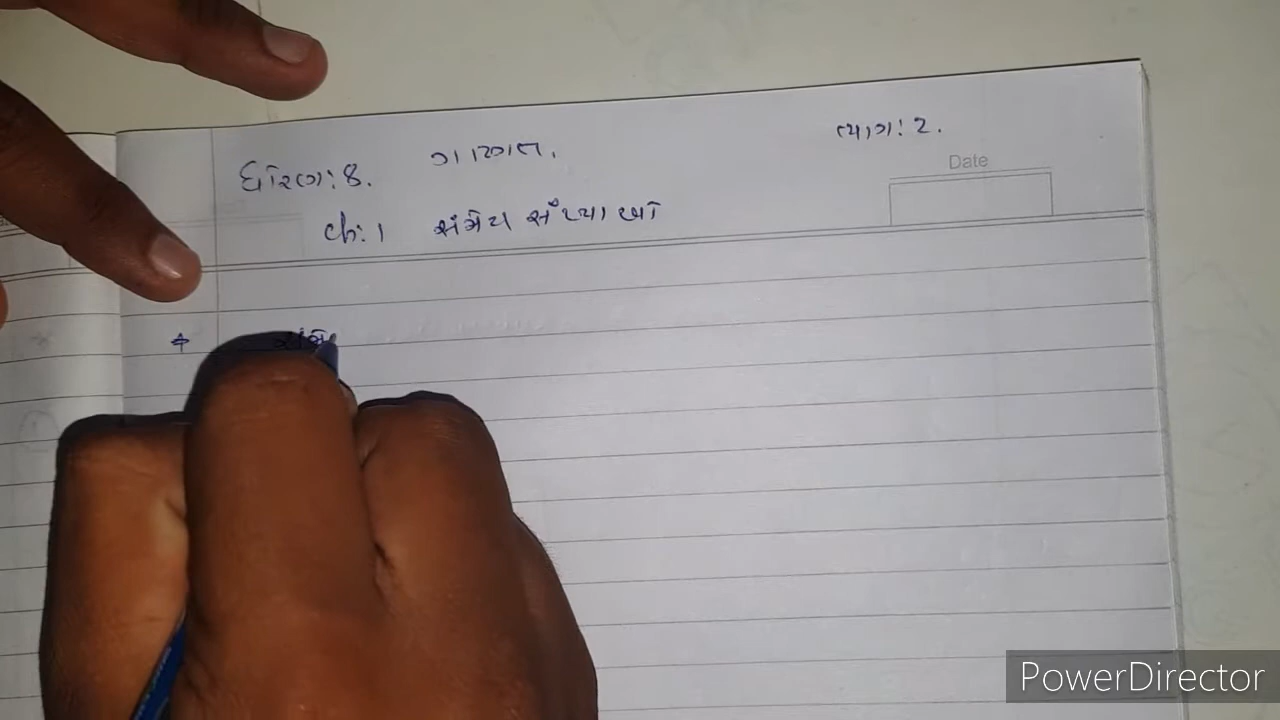 ધોરણ: 8. ગણિત. ભાગ: 2.
Date
ch: 1 સંમેય સંખ્યાઓ
સંમે
PowerDirector